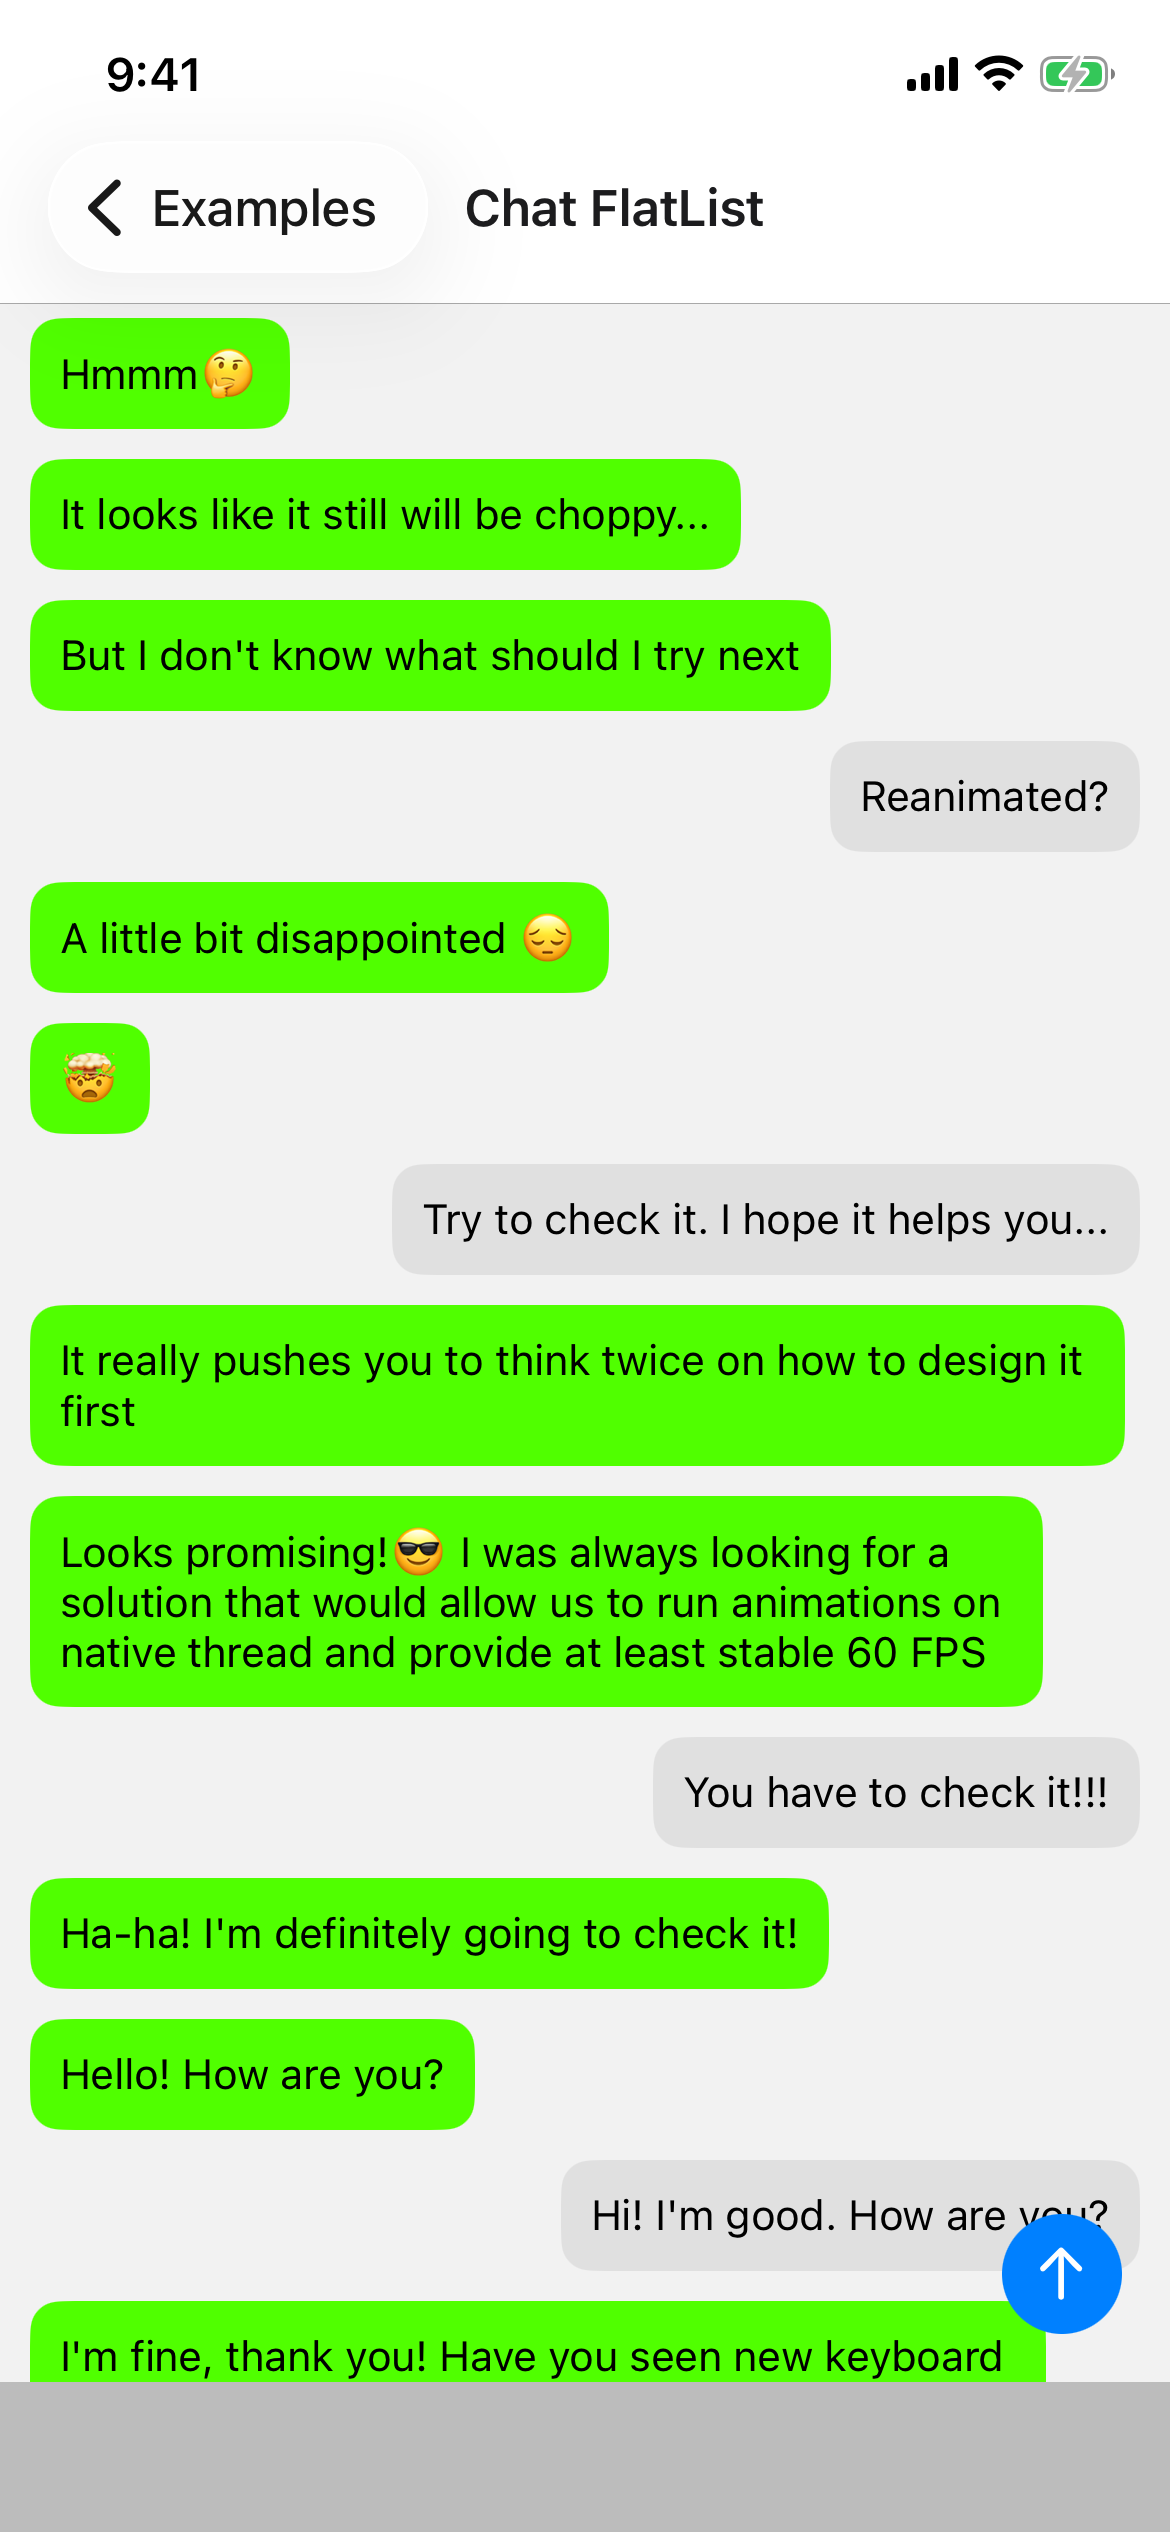 9:41
Examples
Chat FlatList
Hmmm🤔
It looks like it still will be choppy...
But I don't know what should I try next
Reanimated?
A little bit disappointed 😔
🤯
Try to check it. I hope it helps you...
It really pushes you to think twice on how to design it
first
Looks promising!😎 I was always looking for a
solution that would allow us to run animations on
native thread and provide at least stable 60 FPS
You have to check it!!!
Ha-ha! I'm definitely going to check it!
Hello! How are you?
Hi! I'm good. How are you?
I'm fine, thank you! Have you seen new keyboard